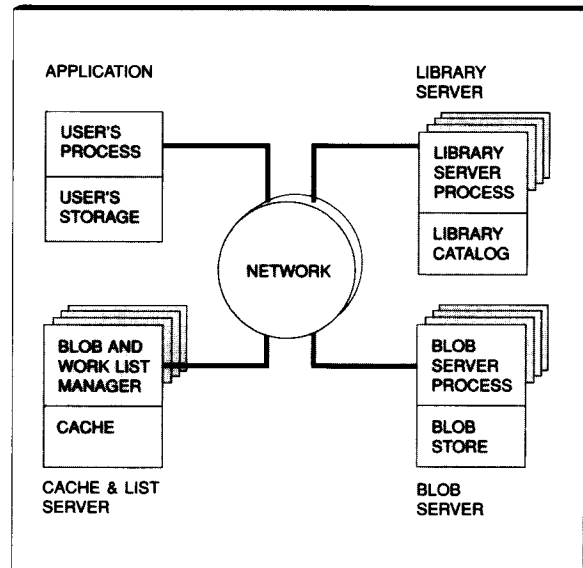 APPLICATION
USER'S
PROCESS
USER'S
STORAGE
LIBRARY
SERVER
LIBRARY
SERVER
PROCESS
LIBRARY
CATALOG
NETWORK
BLOB AND
WORK LIST
MANAGER
CACHE
CACHE & LIST
SERVER
BLOB
SERVER
PROCESS
BLOB
STORE
BLOB
SERVER